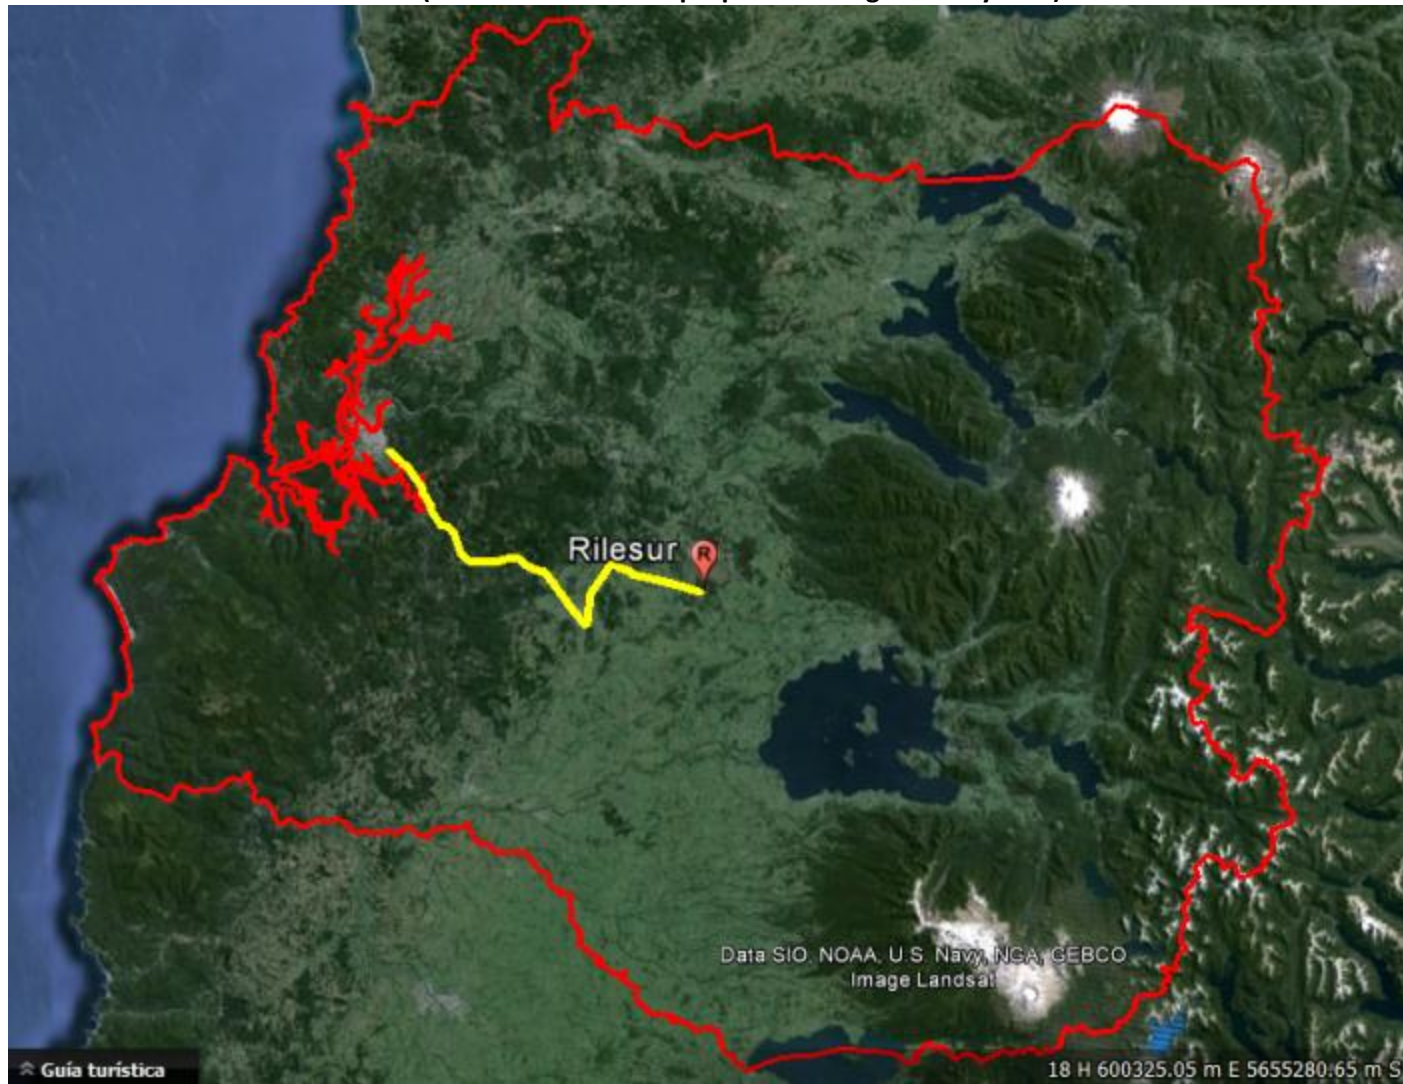 Rilesur
R
Data SIO, NOAA, U.S. Navy, NGA, GEBCO
Image Landsat
Guía turística
18 H 600325.05 m E 5655280.65 m S